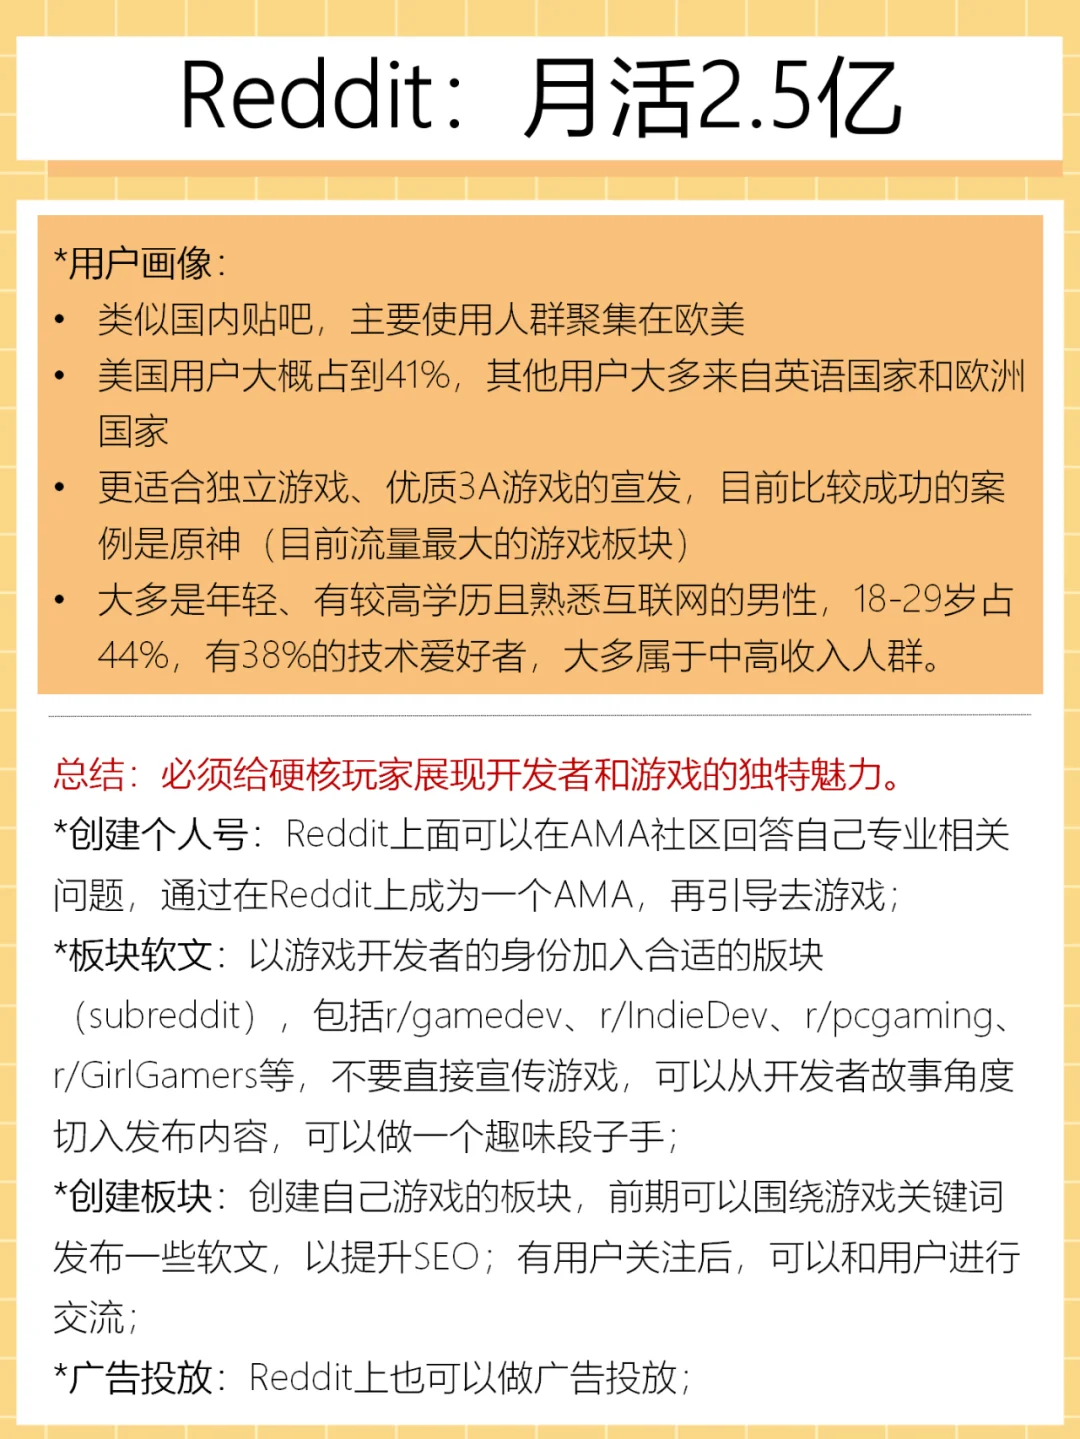 Reddit：月活2.5亿
*用户画像：
• 类似国内贴吧，主要使用人群聚集在欧美
• 美国用户大概占到41%，其他用户大多来自英语国家和欧洲
国家
• 更适合独立游戏、优质3A游戏的宣发，目前比较成功的案
例是原神（目前流量最大的游戏板块）
• 大多是年轻、有较高学历且熟悉互联网的男性，18-29岁占
44%，有38%的技术爱好者，大多属于中高收入人群。
总结：必须给硬核玩家展现开发者和游戏的独特魅力。
*创建个人号：Reddit上面可以在AMA社区回答自己专业相关
问题，通过在Reddit上成为一个AMA，再引导去游戏；
*板块软文：以游戏开发者的身份加入合适的版块
（subreddit），包括r/gamedev、r/IndieDev、r/pcgaming、
r/GirlGamers等，不要直接宣传游戏，可以从开发者故事角度
切入发布内容，可以做一个趣味段子手；
*创建板块：创建自己游戏的板块，前期可以围绕游戏关键词
发布一些软文，以提升SEO；有用户关注后，可以和用户进行
交流；
*广告投放：Reddit上也可以做广告投放；